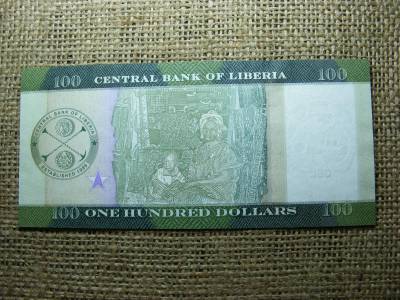 100 CENTRAL BANK OF LIBERIA 100
CENTRAL BANK OF LIBERIA
ESTABLISHED 1999
100 ONE HUNDRED DOLLARS 100